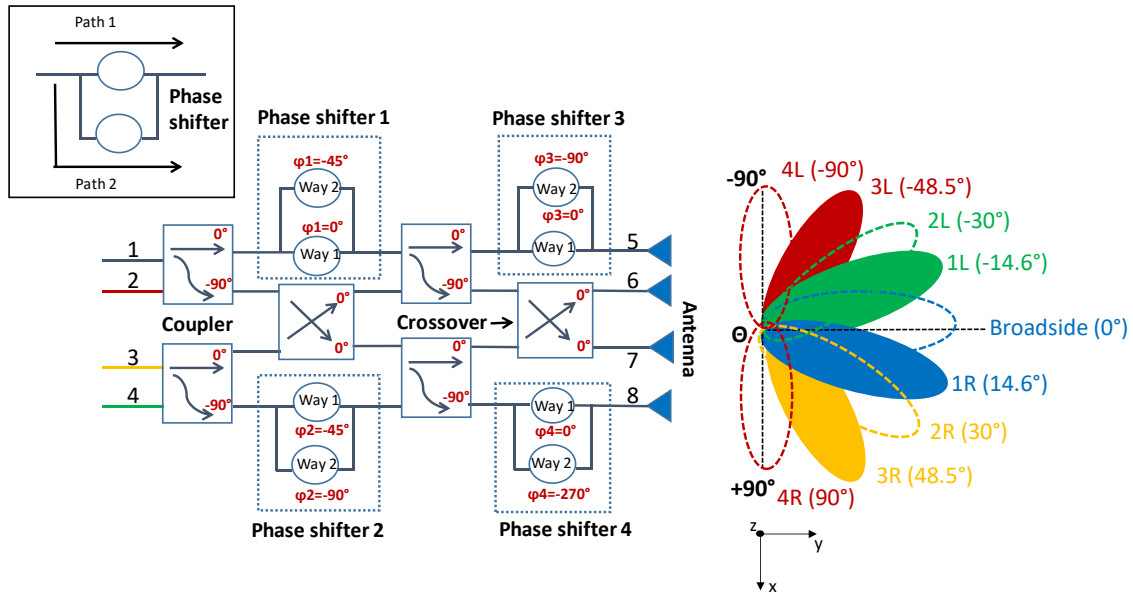 Path 1
Phase
shifter
Path 2
Phase shifter 1
φ1=-45°
Way 2
φ1=0°
Way 1
Phase shifter 3
φ3=-90°
Way 2
φ3=0°
Way 1
1
2
0°
-90°
Coupler
3
4
0°
-90°
0°
0°
Crossover
0°
-90°
0°
-90°
0°
0°
5
6
7
8
Antenna
Way 1
φ2=-45°
Way 2
φ2=-90°
Phase shifter 2
Way 1
φ4=0°
Way 2
φ4=-270°
Phase shifter 4
-90°
4L (-90°)
3L (-48.5°)
2L (-30°)
1L (-14.6°)
Θ
Broadside (0°)
1R (14.6°)
2R (30°)
3R (48.5°)
+90°
4R (90°)
z
y
x